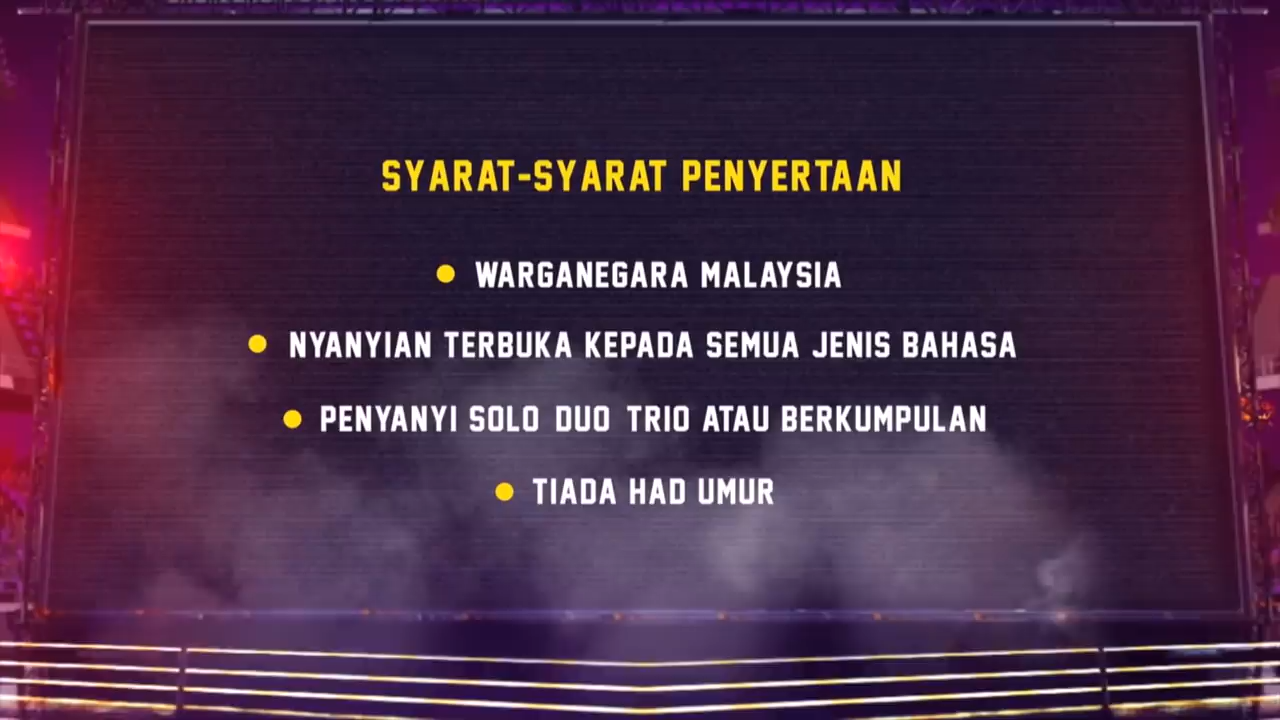 SYARAT-SYARAT PENYERTAAN
WARGANEGARA MALAYSIA
NYANYIAN TERBUKA KEPADA SEMUA JENIS BAHASA
PENYANYI SOLO DUO TRIO ATAU BERKUMPULAN
TIADA HAD UMUR